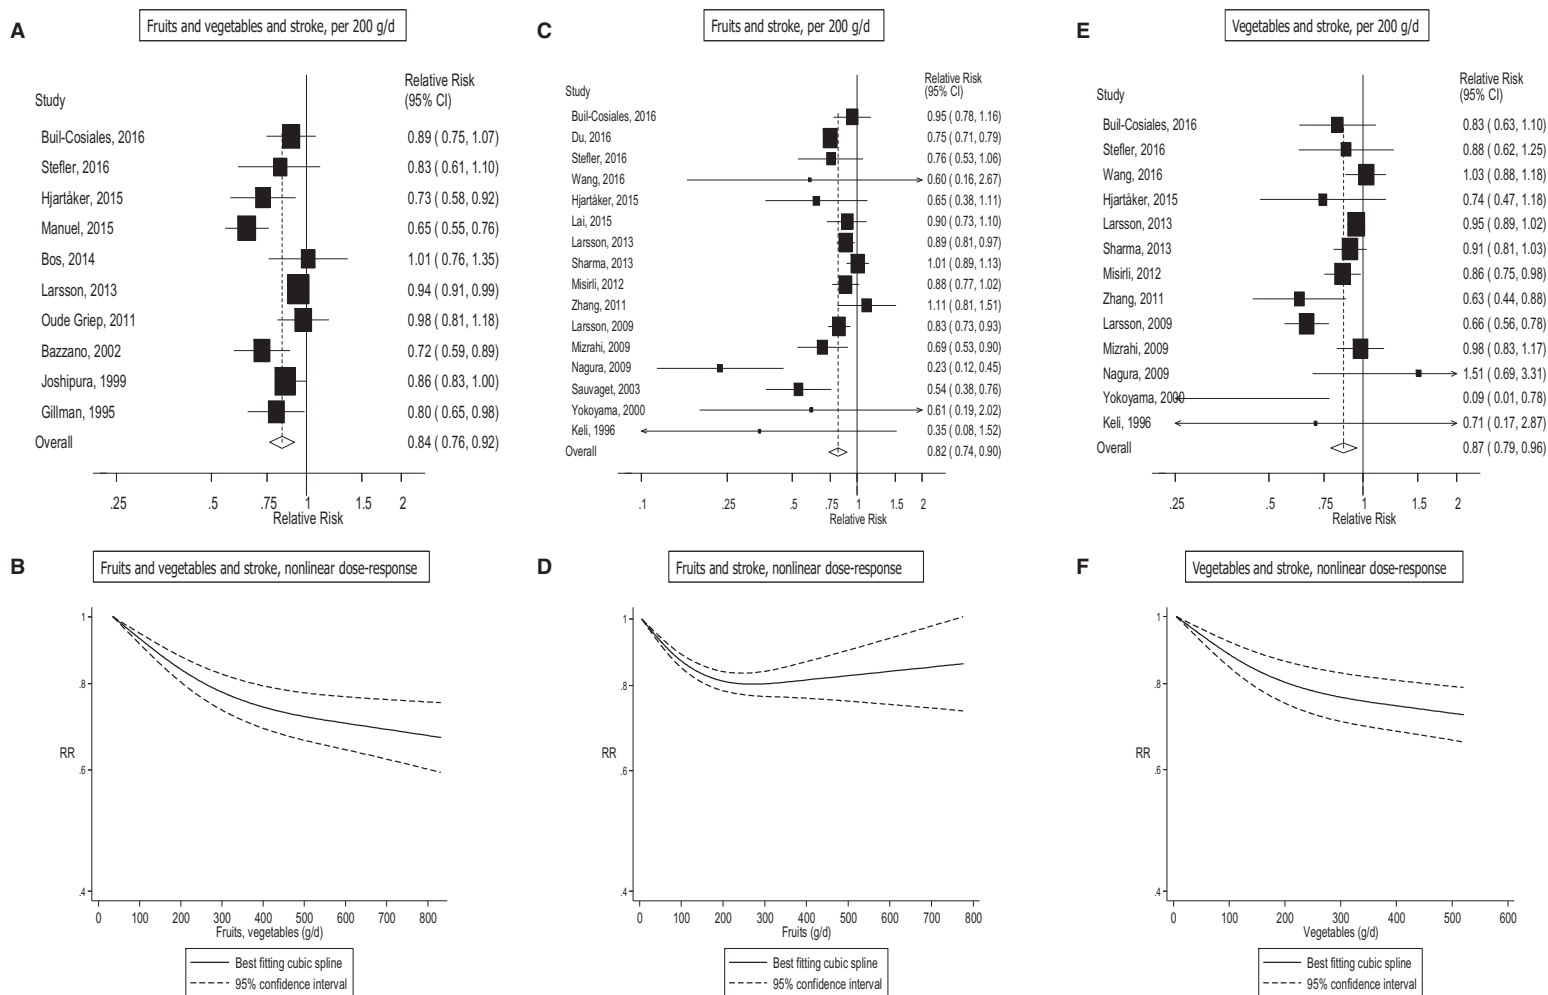 A
Fruits and vegetables and stroke, per 200 g/d
Relative Risk
(95% CI)
Study
Buil-Cosiales, 2016 0.89 ( 0.75, 1.07)
Stefler, 2016 0.83 ( 0.61, 1.10)
Hjartåker, 2015 0.73 ( 0.58, 0.92)
Manuel, 2015 0.65 ( 0.55, 0.76)
Bos, 2014 1.01 ( 0.76, 1.35)
Larsson, 2013 0.94 ( 0.91, 0.99)
Oude Griep, 2011 0.98 ( 0.81, 1.18)
Bazzano, 2002 0.72 ( 0.59, 0.89)
Joshipura, 1999 0.86 ( 0.83, 1.00)
Gillman, 1995 0.80 ( 0.65, 0.98)
Overall 0.84 ( 0.76, 0.92)
.25 .5 .75 1 1.5 2
Relative Risk
C
Fruits and stroke, per 200 g/d
Relative Risk
(95% CI)
Study
Buil-Cosiales, 2016 0.95 ( 0.78, 1.16)
Du, 2016 0.75 ( 0.71, 0.79)
Stefler, 2016 0.76 ( 0.53, 1.06)
Wang, 2016 0.60 ( 0.16, 2.67)
Hjartåker, 2015 0.65 ( 0.38, 1.11)
Lai, 2015 0.90 ( 0.73, 1.10)
Larsson, 2013 0.89 ( 0.81, 0.97)
Sharma, 2013 1.01 ( 0.89, 1.13)
Misirli, 2012 0.88 ( 0.77, 1.02)
Zhang, 2011 1.11 ( 0.81, 1.51)
Larsson, 2009 0.83 ( 0.73, 0.93)
Mizrahi, 2009 0.69 ( 0.53, 0.90)
Nagura, 2009 0.23 ( 0.12, 0.45)
Sauvaget, 2003 0.54 ( 0.38, 0.76)
Yokoyama, 2000 0.61 ( 0.19, 2.02)
Keli, 1996 0.35 ( 0.08, 1.52)
Overall 0.82 ( 0.74, 0.90)
.1 .25 .5 .75 1 1.5 2
Relative Risk
E
Vegetables and stroke, per 200 g/d
Relative Risk
(95% CI)
Study
Buil-Cosiales, 2016 0.83 ( 0.63, 1.10)
Stefler, 2016 0.88 ( 0.62, 1.25)
Wang, 2016 1.03 ( 0.88, 1.18)
Hjartåker, 2015 0.74 ( 0.47, 1.18)
Larsson, 2013 0.95 ( 0.89, 1.02)
Sharma, 2013 0.91 ( 0.81, 1.03)
Misirli, 2012 0.86 ( 0.75, 0.98)
Zhang, 2011 0.63 ( 0.44, 0.88)
Larsson, 2009 0.66 ( 0.56, 0.78)
Mizrahi, 2009 0.98 ( 0.83, 1.17)
Nagura, 2009 1.51 ( 0.69, 3.31)
Yokoyama, 2000 0.09 ( 0.01, 0.78)
Keli, 1996 0.71 ( 0.17, 2.87)
Overall 0.87 ( 0.79, 0.96)
.25 .5 .75 1 1.5 2
Relative Risk
B
Fruits and vegetables and stroke, nonlinear dose-response
1
.8
RR
.6
.4
0 100 200 300 400 500 600 700 800
Fruits, vegetables (g/d)
Best fitting cubic spline
95% confidence interval
D
Fruits and stroke, nonlinear dose-response
1
.8
RR
.6
.4
0 100 200 300 400 500 600 700 800
Fruits (g/d)
Best fitting cubic spline
95% confidence interval
F
Vegetables and stroke, nonlinear dose-response
1
.8
RR
.6
.4
0 100 200 300 400 500 600
Vegetables (g/d)
Best fitting cubic spline
95% confidence interval